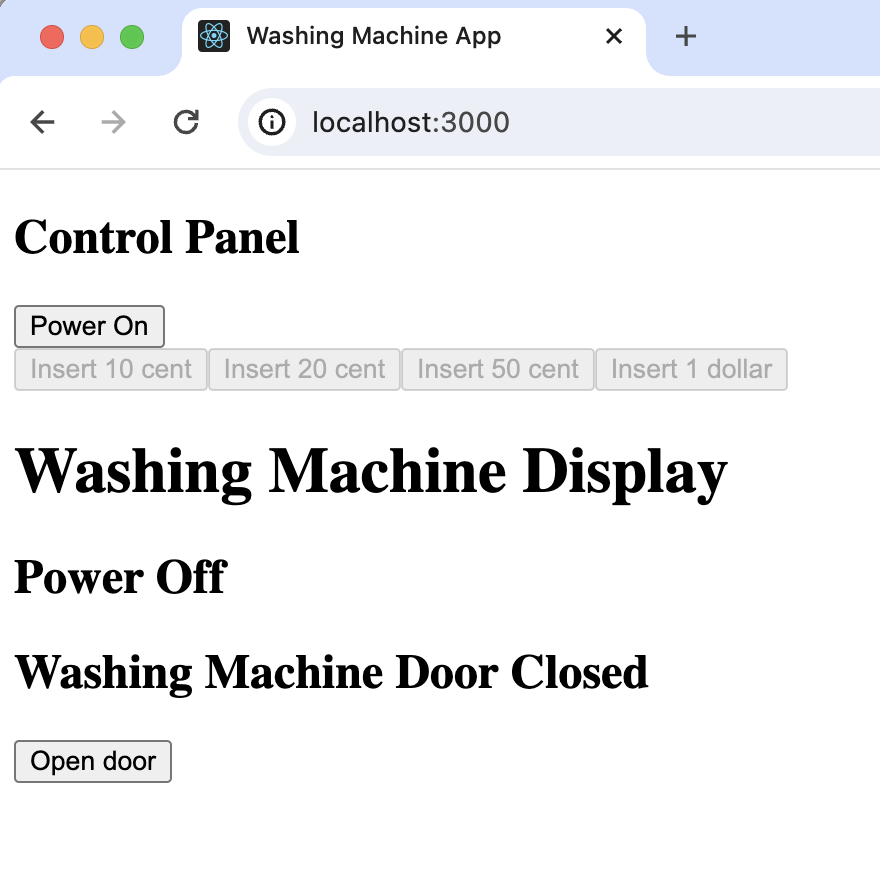 Washing Machine App
localhost:3000
Control Panel
Power On
Insert 10 cent Insert 20 cent Insert 50 cent Insert 1 dollar
Washing Machine Display
Power Off
Washing Machine Door Closed
Open door